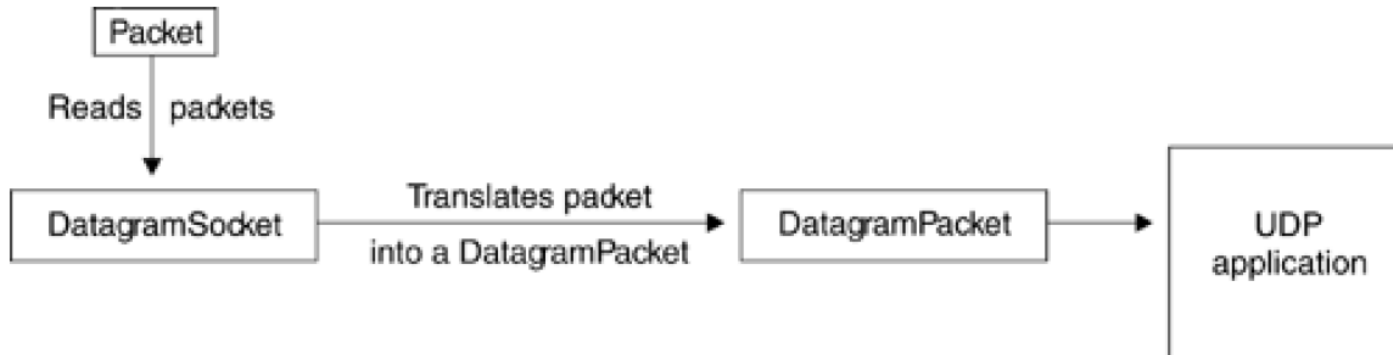 Packet
Reads packets
DatagramSocket
Translates packet
into a DatagramPacket
DatagramPacket
UDP
application